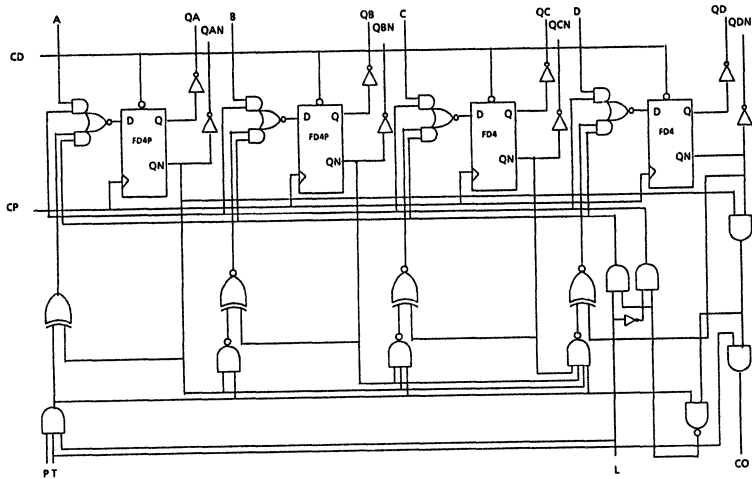 A QA QAN B QB QBN C QC QCN D QD QDN
CD
D Q D Q D Q D Q
FD4P FD4P FD4 FD4
QN QN QN QN
CP
P T L CO